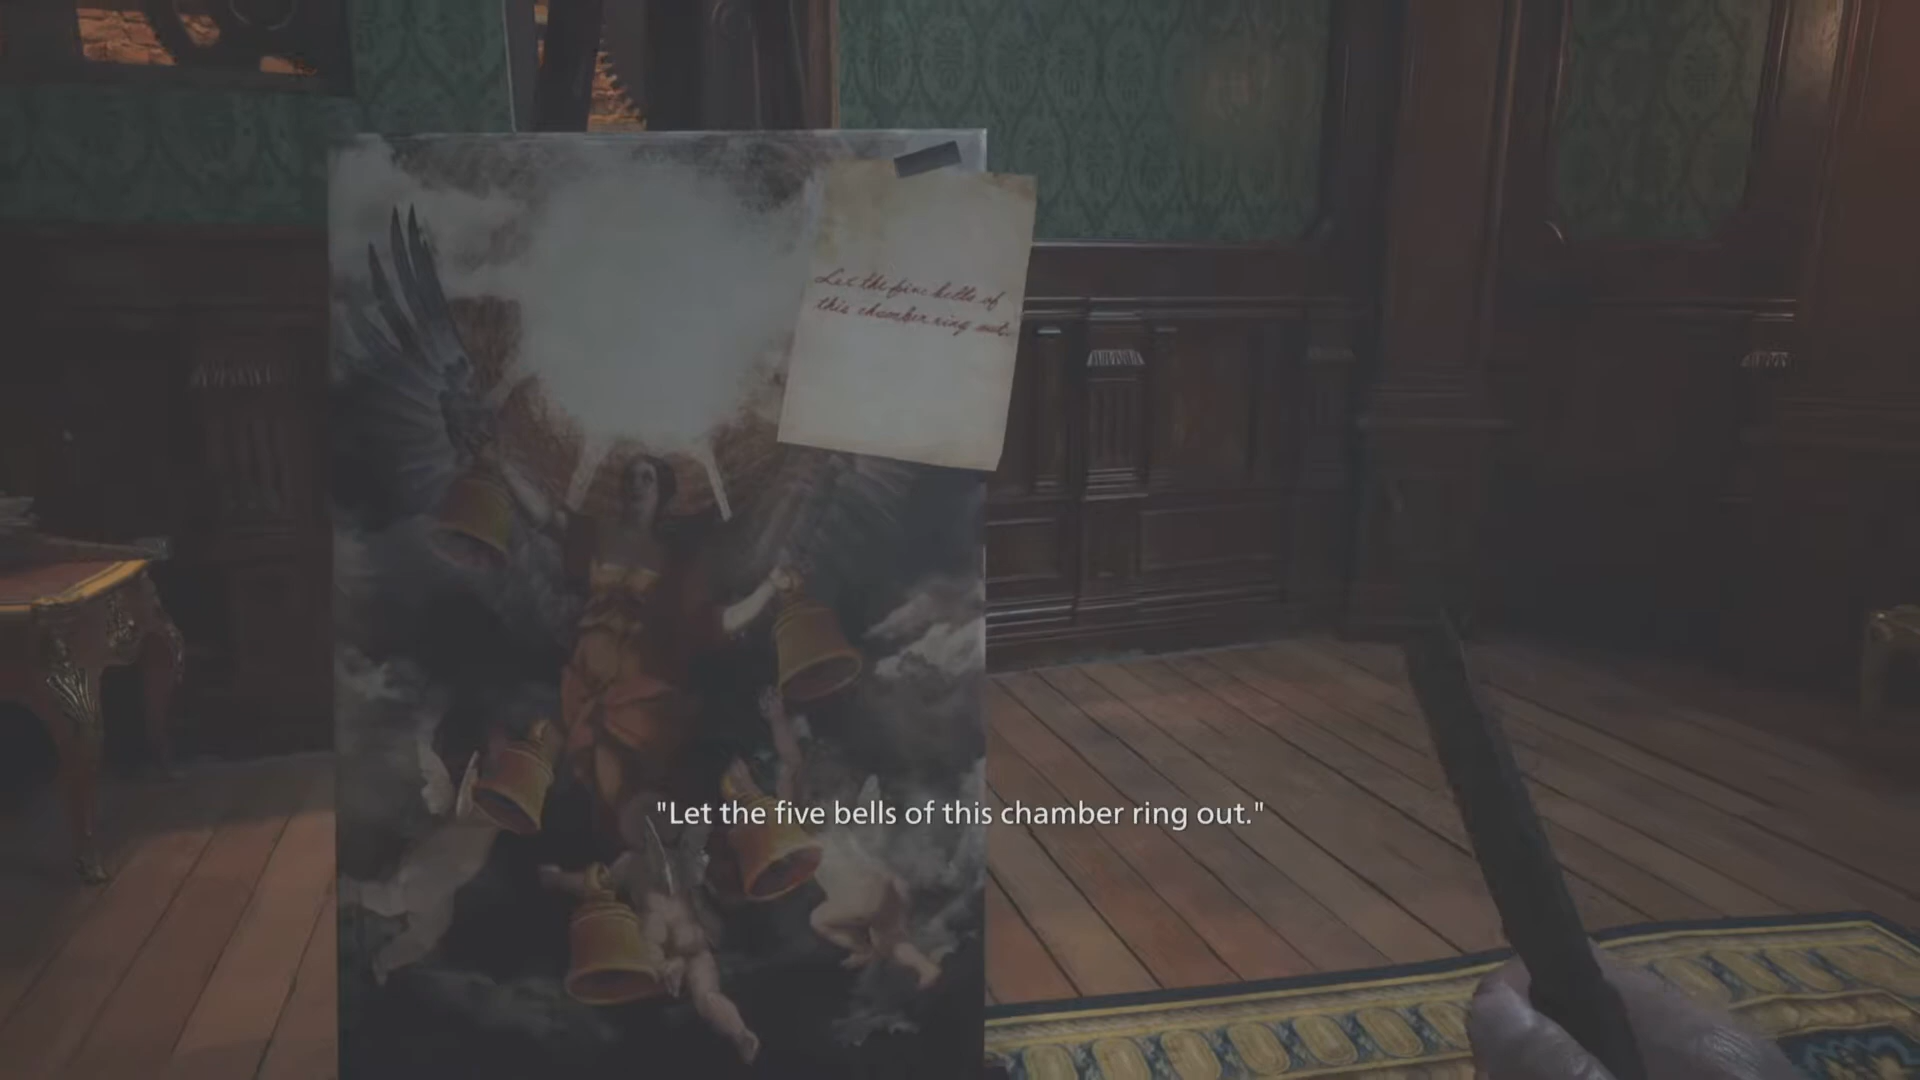 Let the five bells of
this chamber ring out.
"Let the five bells of this chamber ring out."